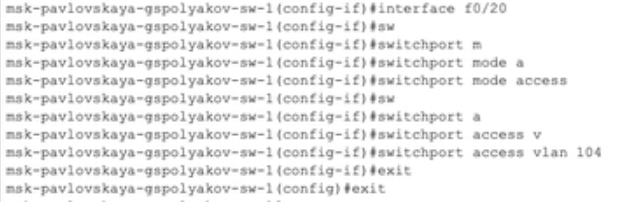 msk-pavlovskaya-gspolyakov-sw-1(config-if)#interface f0/20
msk-pavlovskaya-gspolyakov-sw-1(config-if)#sw
msk-pavlovskaya-gspolyakov-sw-1(config-if)#switchport m
msk-pavlovskaya-gspolyakov-sw-1(config-if)#switchport mode a
msk-pavlovskaya-gspolyakov-sw-1(config-if)#switchport mode access
msk-pavlovskaya-gspolyakov-sw-1(config-if)#sw
msk-pavlovskaya-gspolyakov-sw-1(config-if)#switchport a
msk-pavlovskaya-gspolyakov-sw-1(config-if)#switchport access v
msk-pavlovskaya-gspolyakov-sw-1(config-if)#switchport access vlan 104
msk-pavlovskaya-gspolyakov-sw-1(config-if)#exit
msk-pavlovskaya-gspolyakov-sw-1(config)#exit